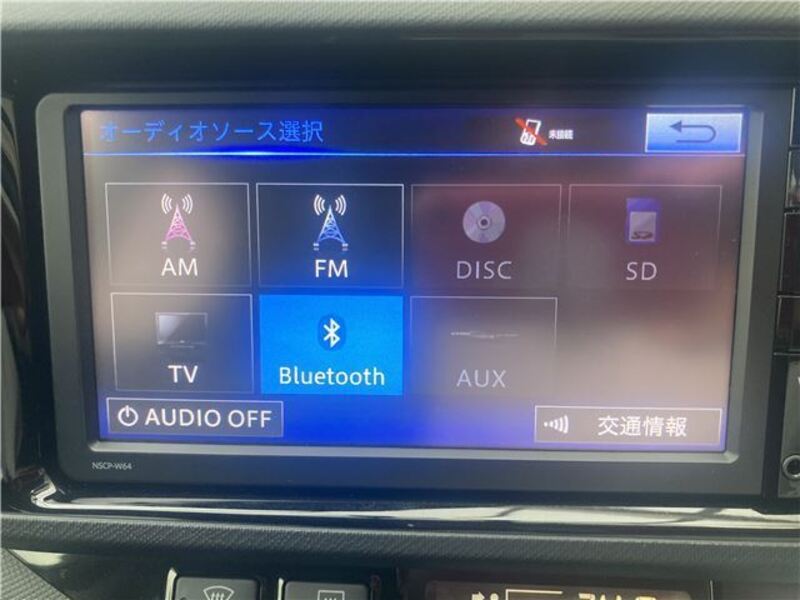 オーディオソース選択
未接続
AM
FM
DISC
SD
TV
Bluetooth
AUX
AUDIO OFF
交通情報
NSCP-W64